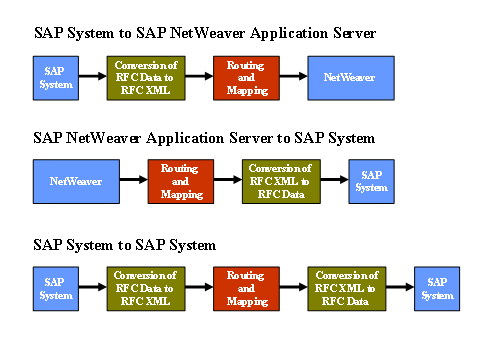 SAP System to SAP NetWeaver Application Server
SAP
System
Conversion of
RFC Data to
RFC XML
Routing
and
Mapping
NetWeaver
SAP NetWeaver Application Server to SAP System
NetWeaver
Routing
and
Mapping
Conversion of
RFC XML to
RFC Data
SAP
System
SAP System to SAP System
SAP
System
Conversion of
RFC Data to
RFC XML
Routing
and
Mapping
Conversion of
RFC XML to
RFC Data
SAP
System